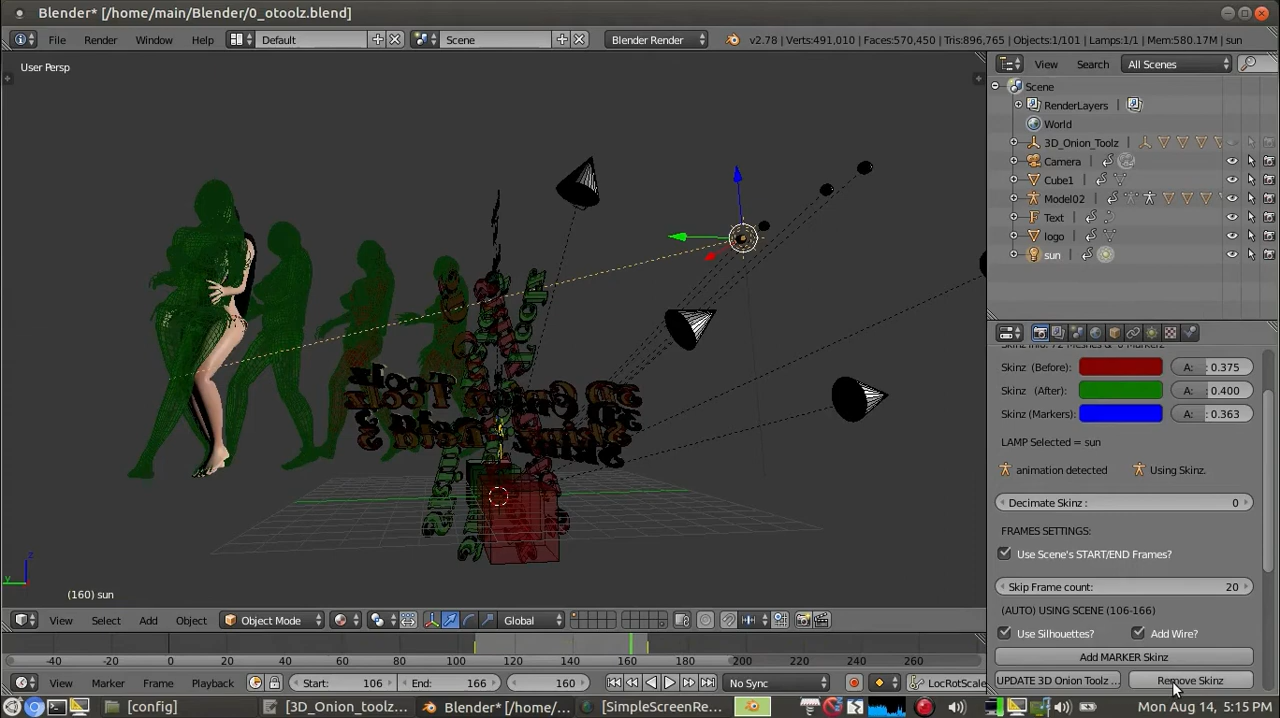 Blender* [/home/main/Blender/0_otoolz.blend]
File Render Window Help Default Scene Blender Render v2.78 | Verts:491,010 | Faces:570,450 | Tris:896,765 | Objects:1/101 | Lamps:1/1 | Mem:580.17M | sun
User Persp
View Search All Scenes
Scene
RenderLayers
World
3D_Onion_Toolz
Camera
Cube1
Model02
Text
logo
sun
Skinz Info: 72 Meshes &
Skinz (Before): A: : 0.375
Skinz (After): A: : 0.400
Skinz (Markers): A: : 0.363
LAMP Selected = sun
animation detected Using Skinz.
Decimate Skinz : 0
FRAMES SETTINGS:
Use Scene's START/END Frames?
Skip Frame count: 20
(AUTO) USING SCENE (106-166)
Use Silhouettes? Add Wire?
Add MARKER Skinz
UPDATE 3D Onion Toolz ... Remove Skinz
(160) sun
View Select Add Object Object Mode Global
-40 -20 0 20 40 60 80 100 120 140 160 180 200 220 240 260
View Marker Frame Playback Start: 106 End: 166 160 No Sync LocRotScale
[config] [3D_Onion_toolz... Blender* [/home/... [SimpleScreenRe... Mon Aug 14, 5:15 PM